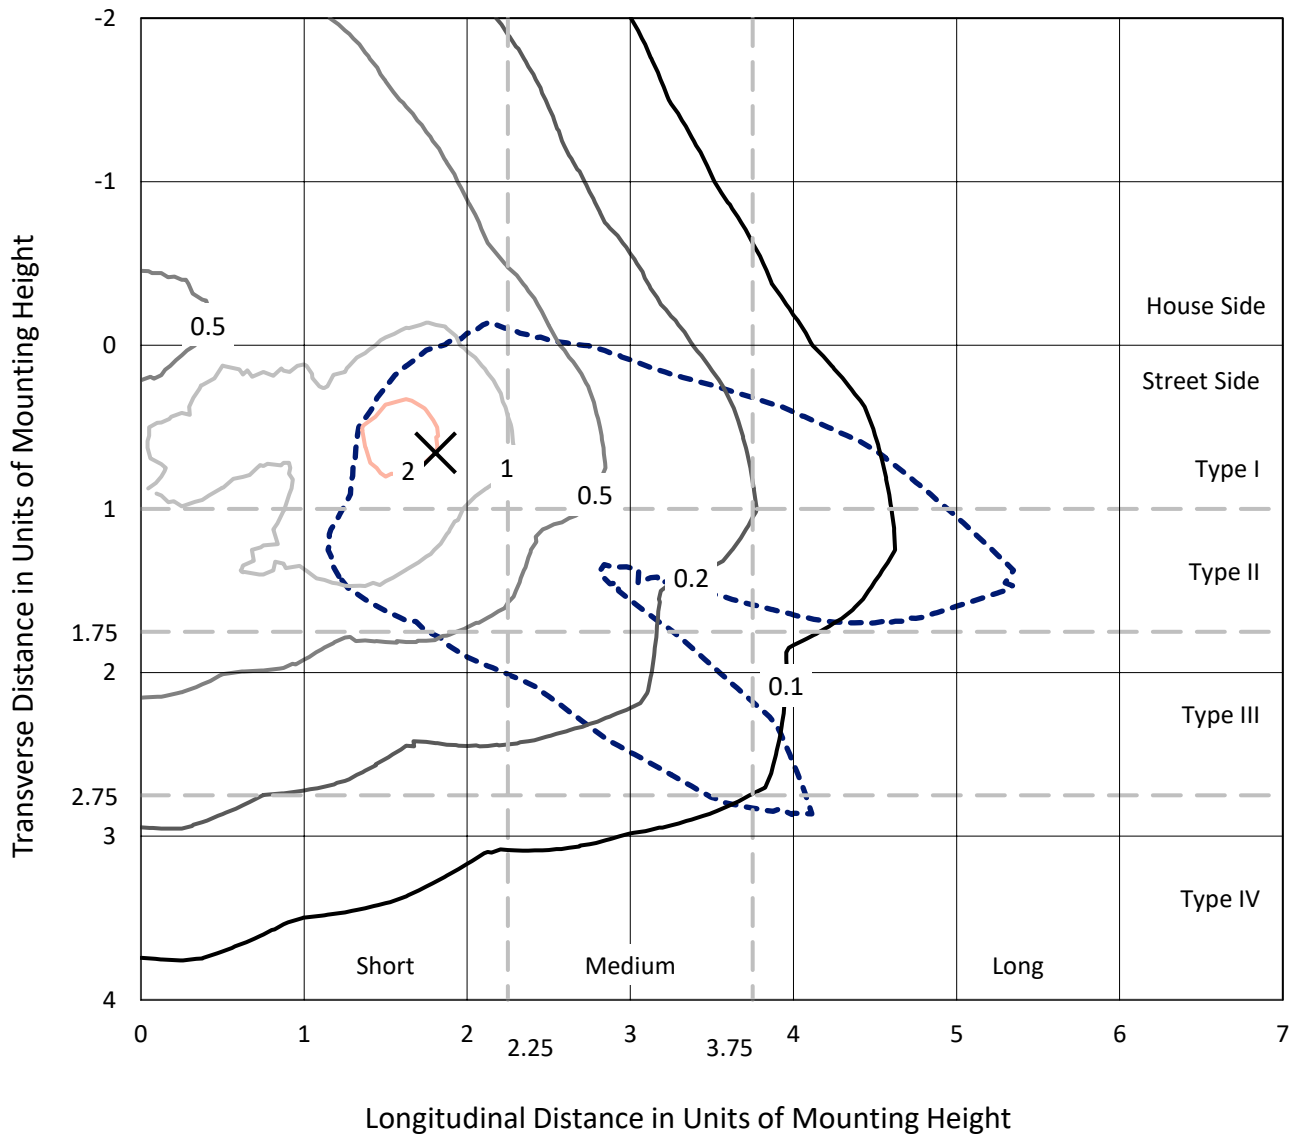 -2
-1
0
1
1.75
2
2.75
3
4
Transverse Distance in Units of Mounting Height
House Side
Street Side
Type I
Type II
Type III
Type IV
0.5
2
1
0.5
0.2
0.1
Short Medium Long
0 1 2 3 4 5 6 7
2.25 3.75
Longitudinal Distance in Units of Mounting Height